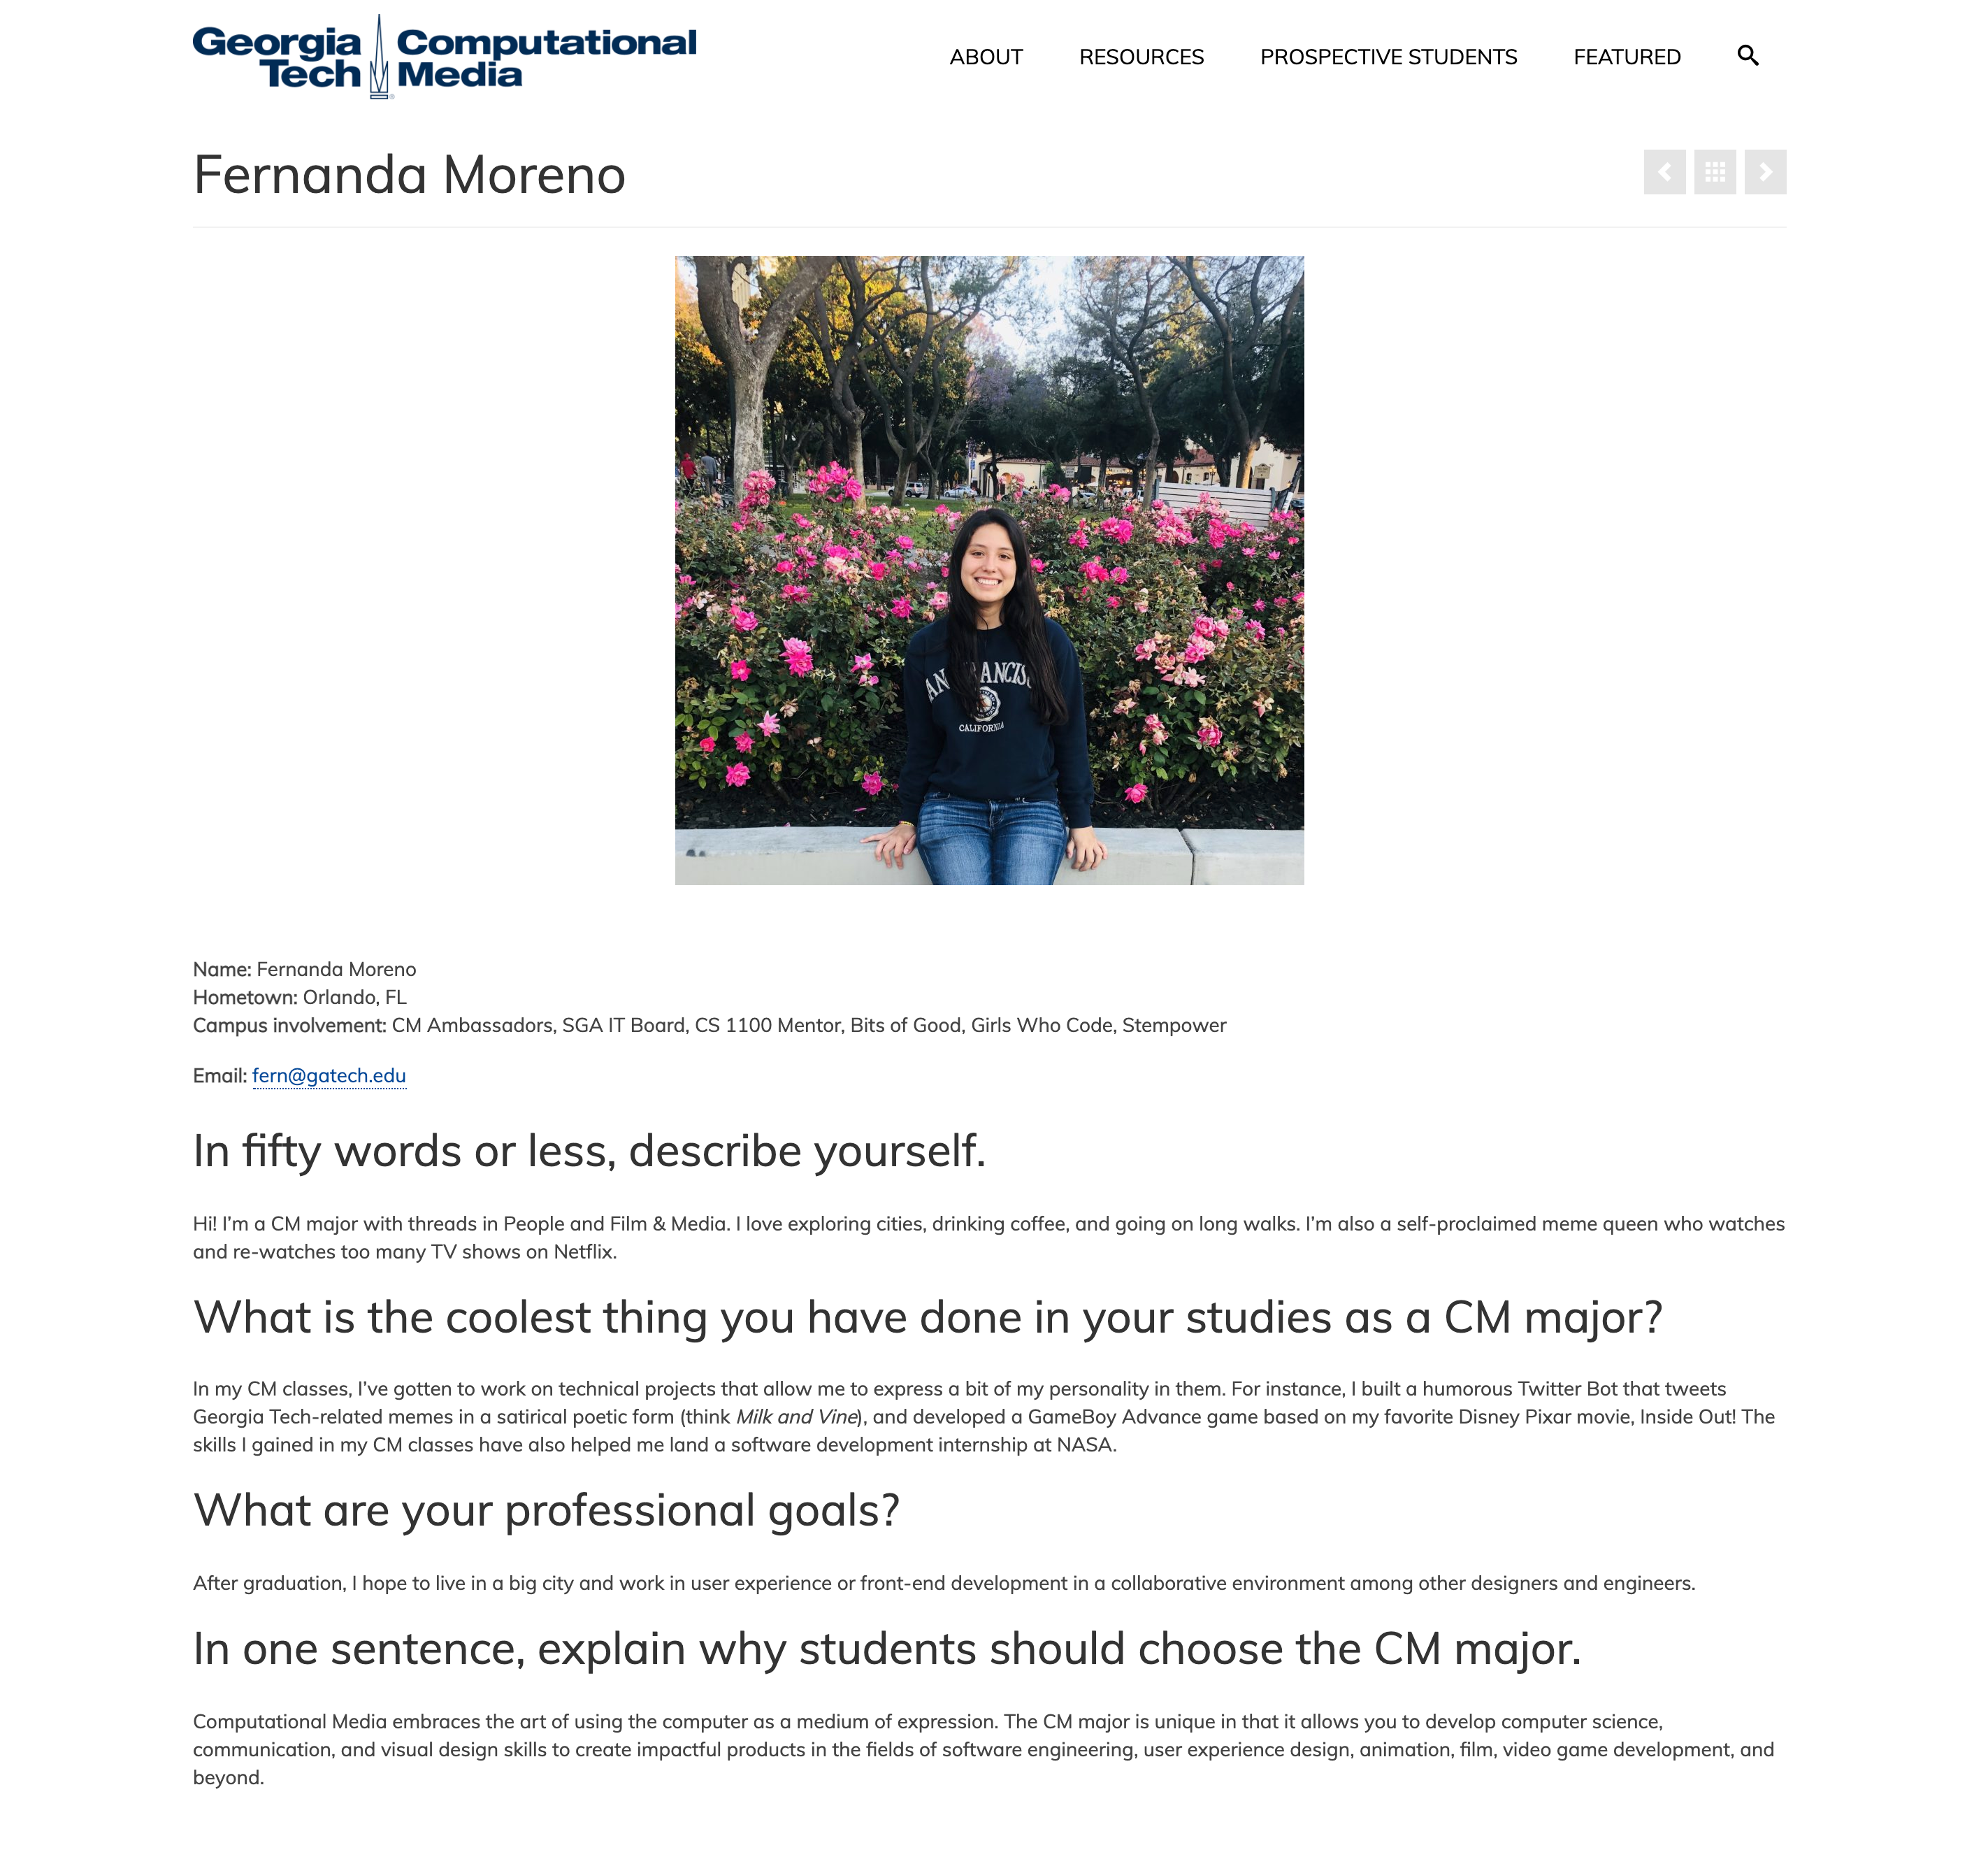 Georgia Tech Computational Media
ABOUT RESOURCES PROSPECTIVE STUDENTS FEATURED
Fernanda Moreno
CALIFORNIA
Name: Fernanda Moreno
Hometown: Orlando, FL
Campus involvement: CM Ambassadors, SGA IT Board, CS 1100 Mentor, Bits of Good, Girls Who Code, Stempower
Email: fern@gatech.edu
In fifty words or less, describe yourself.
Hi! I’m a CM major with threads in People and Film & Media. I love exploring cities, drinking coffee, and going on long walks. I’m also a self-proclaimed meme queen who watches
and re-watches too many TV shows on Netflix.
What is the coolest thing you have done in your studies as a CM major?
In my CM classes, I’ve gotten to work on technical projects that allow me to express a bit of my personality in them. For instance, I built a humorous Twitter Bot that tweets
Georgia Tech-related memes in a satirical poetic form (think Milk and Vine), and developed a GameBoy Advance game based on my favorite Disney Pixar movie, Inside Out! The
skills I gained in my CM classes have also helped me land a software development internship at NASA.
What are your professional goals?
After graduation, I hope to live in a big city and work in user experience or front-end development in a collaborative environment among other designers and engineers.
In one sentence, explain why students should choose the CM major.
Computational Media embraces the art of using the computer as a medium of expression. The CM major is unique in that it allows you to develop computer science,
communication, and visual design skills to create impactful products in the fields of software engineering, user experience design, animation, film, video game development, and
beyond.